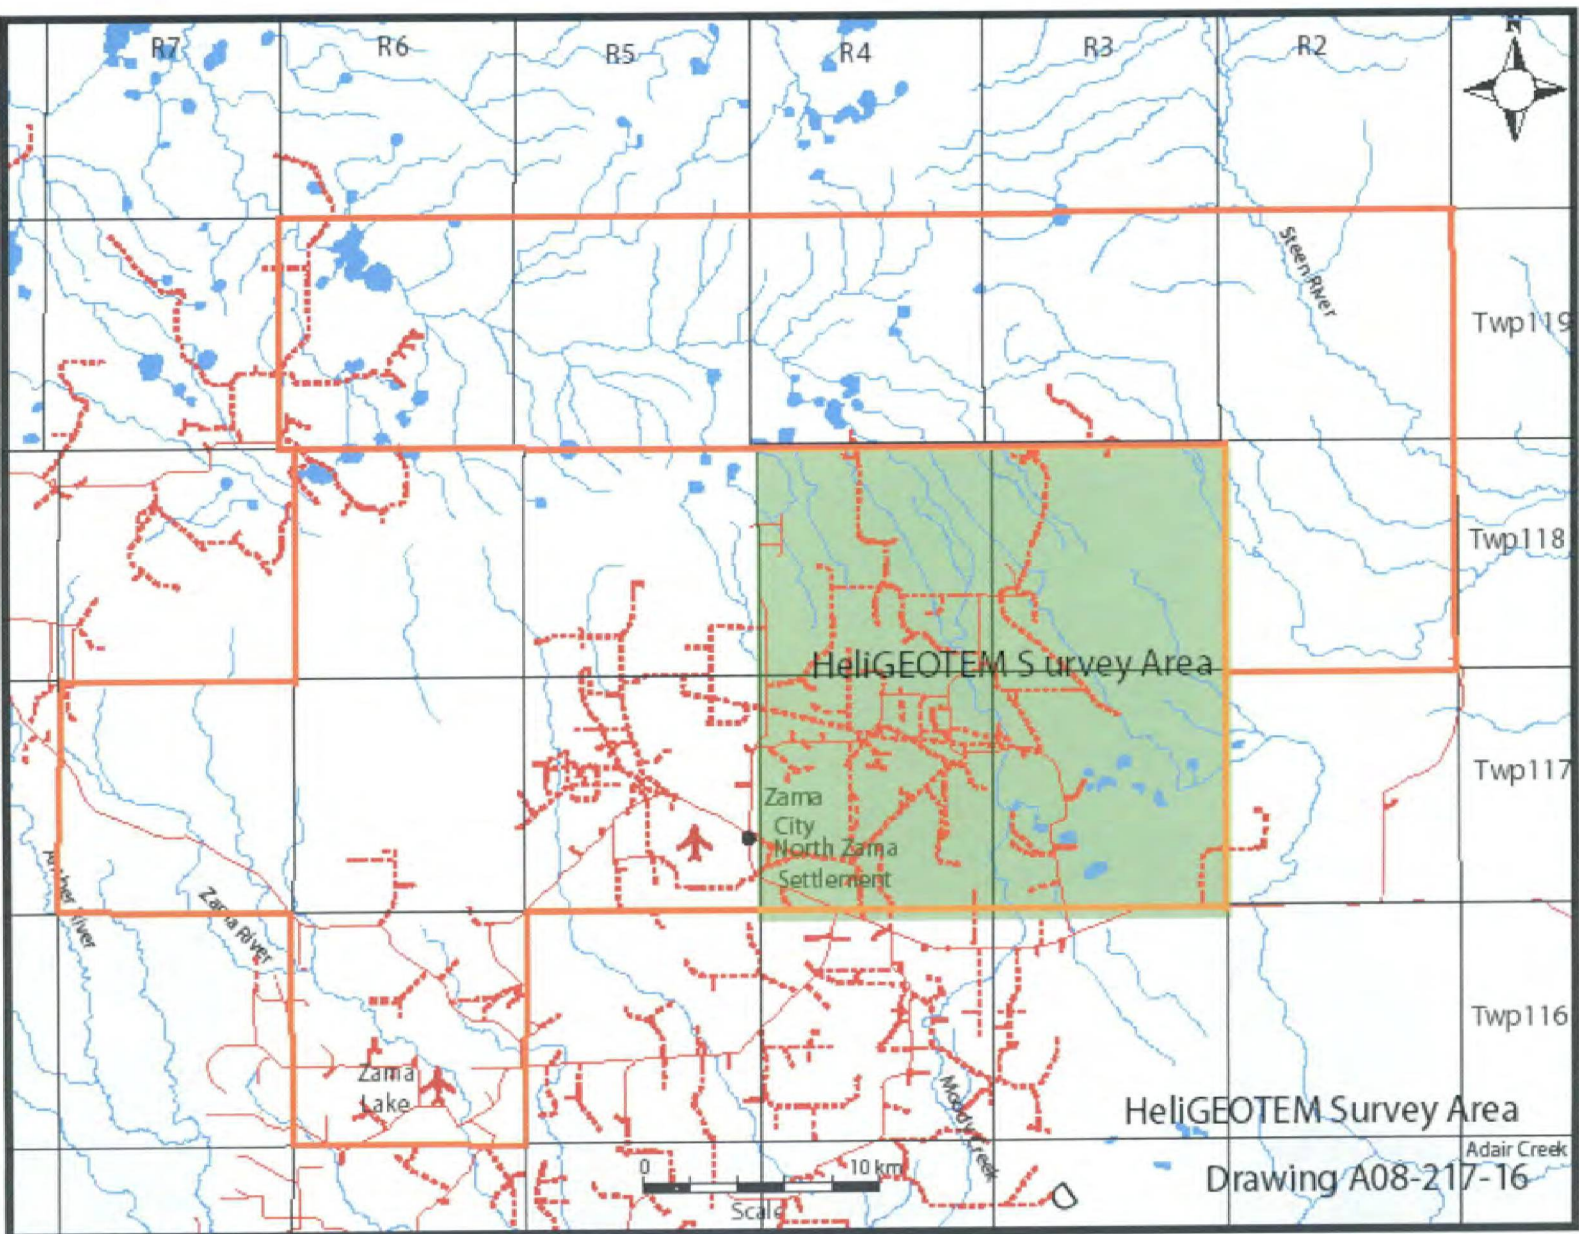 R7
R6
R5
R4
R3
R2
N
Steen River
Twp119
Twp118
HeliGEOTEM S urvey Area
Twp117
Zama
City
North Zama
Settlement
River
Zama River
Twp116
Zama
Lake
Moody Creek
HeliGEOTEM Survey Area
Adair Creek
0 10 km
Scale
Drawing A08-217-16